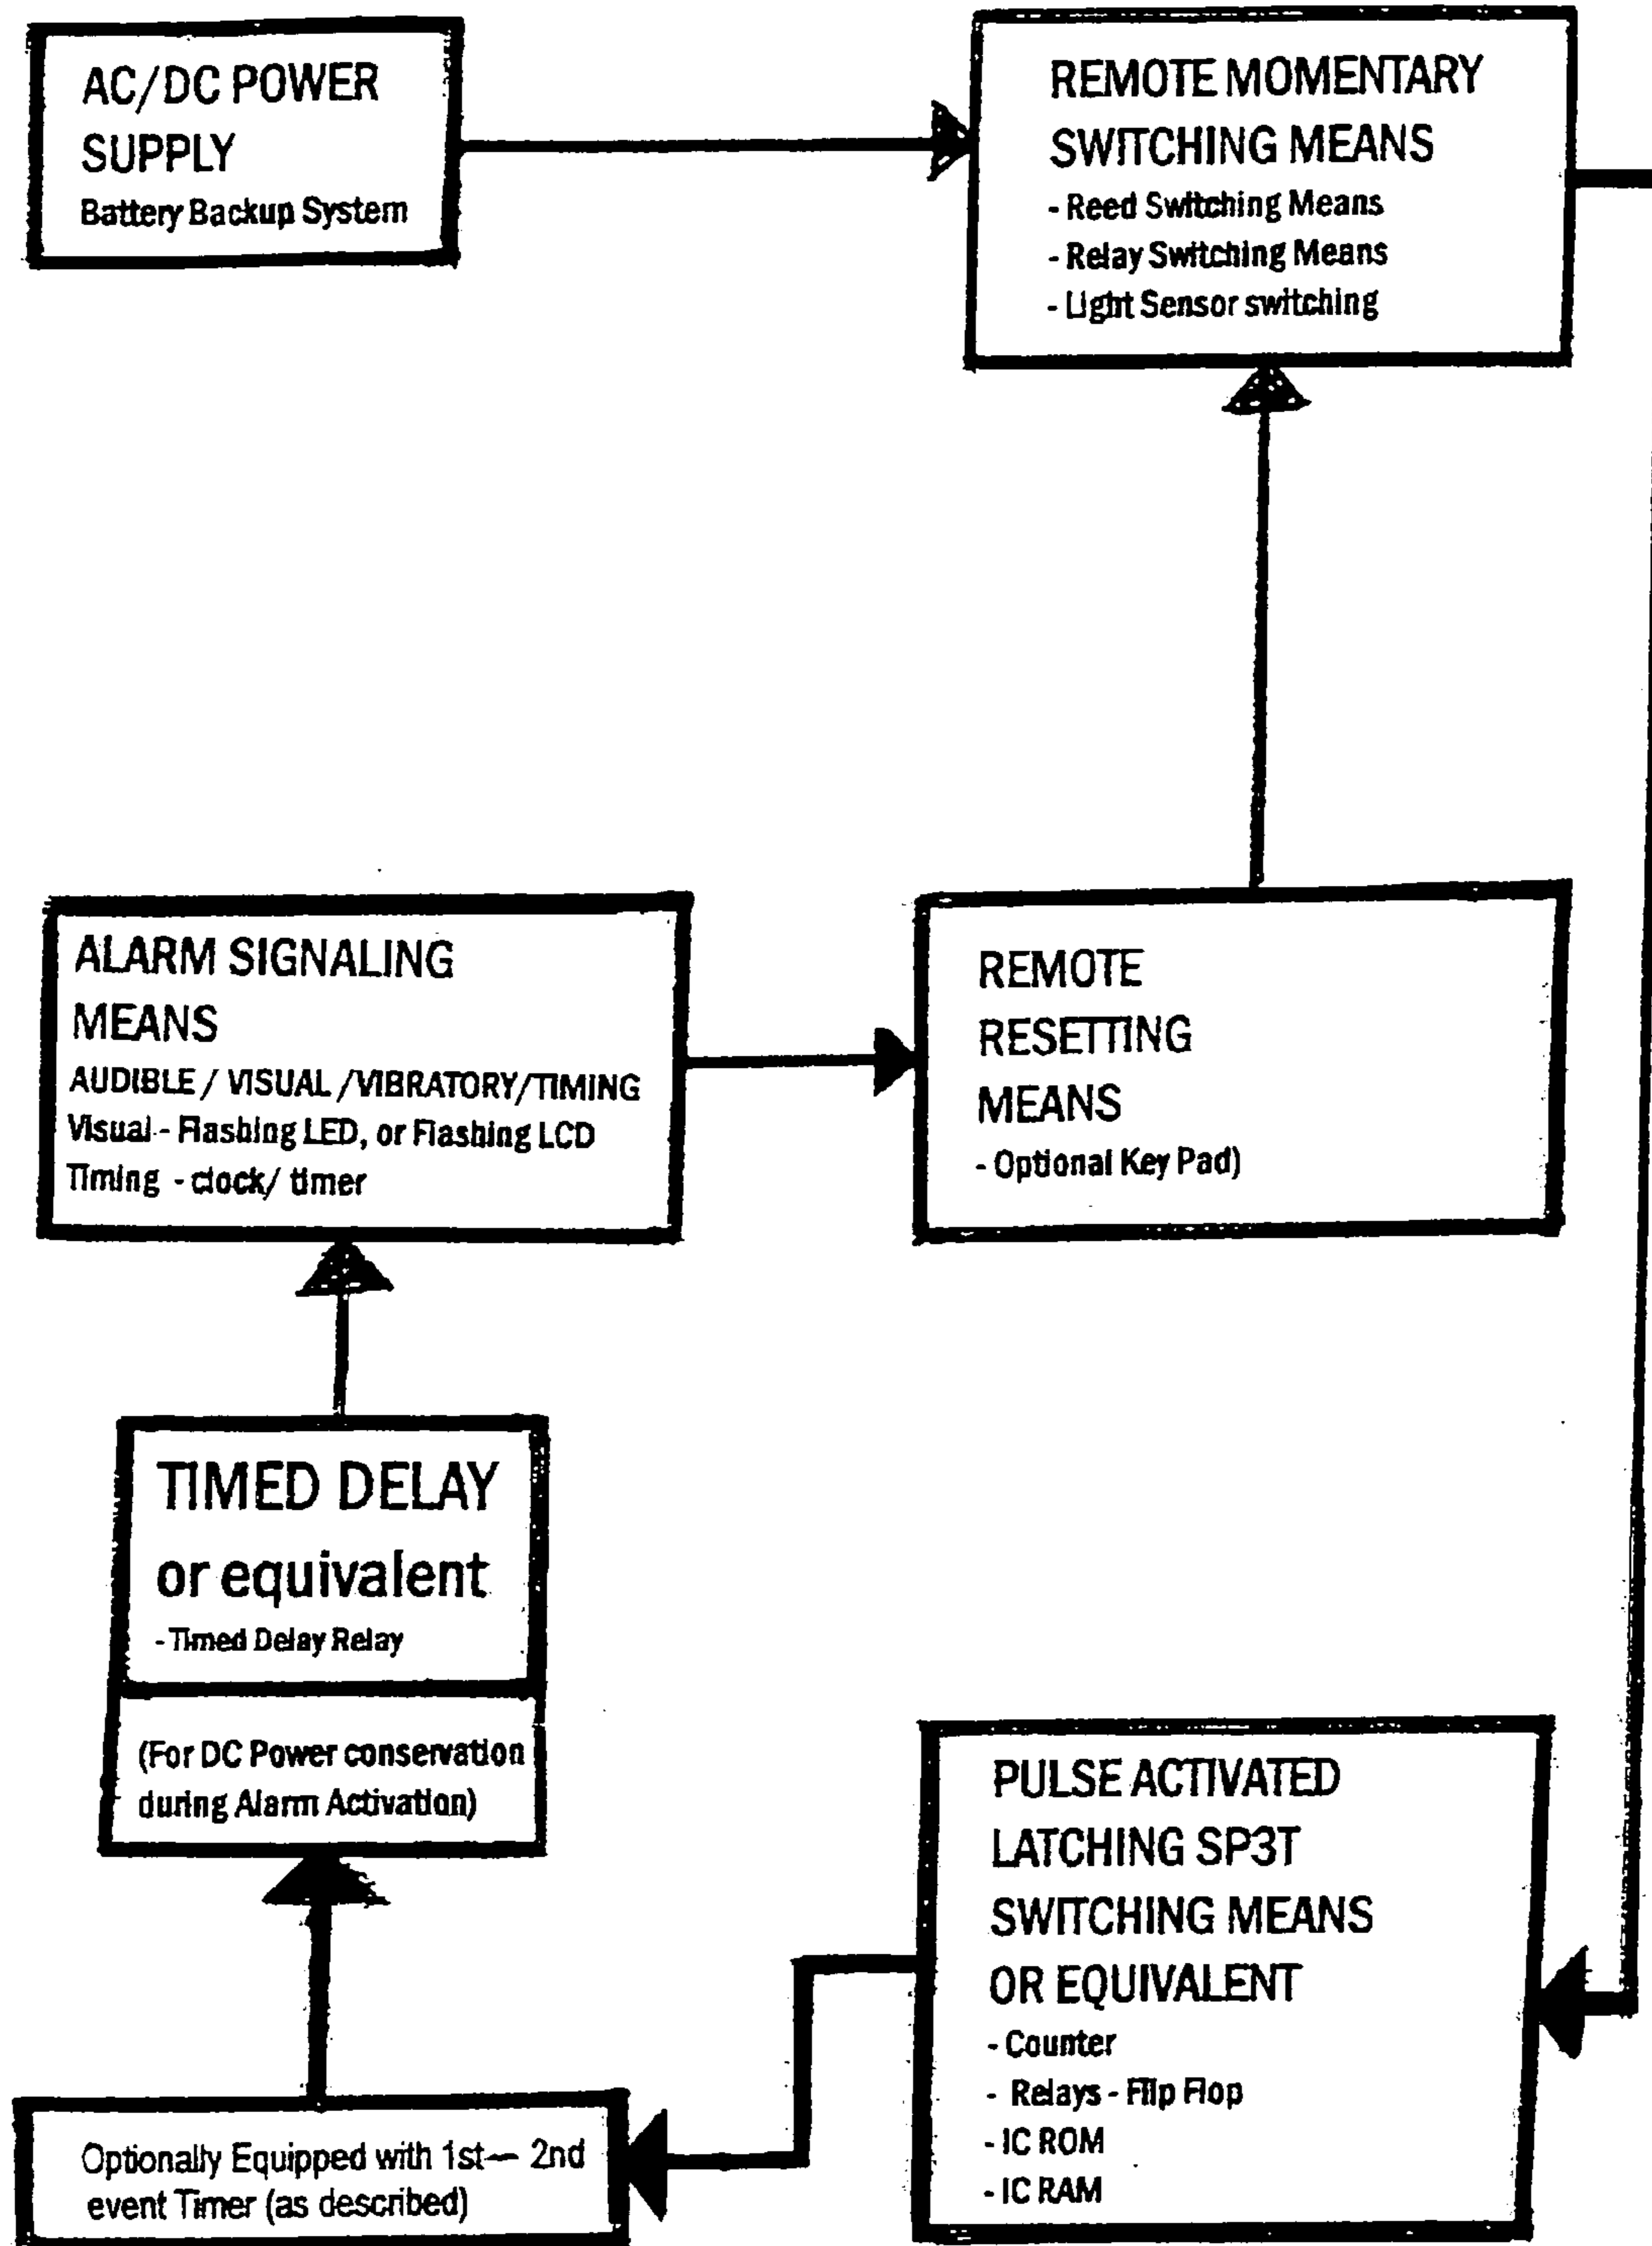 AC/DC POWER
SUPPLY
Battery Backup System
REMOTE MOMENTARY
SWITCHING MEANS
- Reed Switching Means
- Relay Switching Means
- Light Sensor switching
ALARM SIGNALING
MEANS
AUDIBLE / VISUAL /VIBRATORY/TIMING
Visual - Flashing LED, or Flashing LCD
Timing - clock/ timer
REMOTE
RESETTING
MEANS
- Optional Key Pad)
TIMED DELAY
or equivalent
- Timed Delay Relay
(For DC Power conservation
during Alarm Activation)
PULSE ACTIVATED
LATCHING SP3T
SWITCHING MEANS
OR EQUIVALENT
- Counter
- Relays - Flip Flop
- IC ROM
- IC RAM
Optionally Equipped with 1st— 2nd
event Timer (as described)